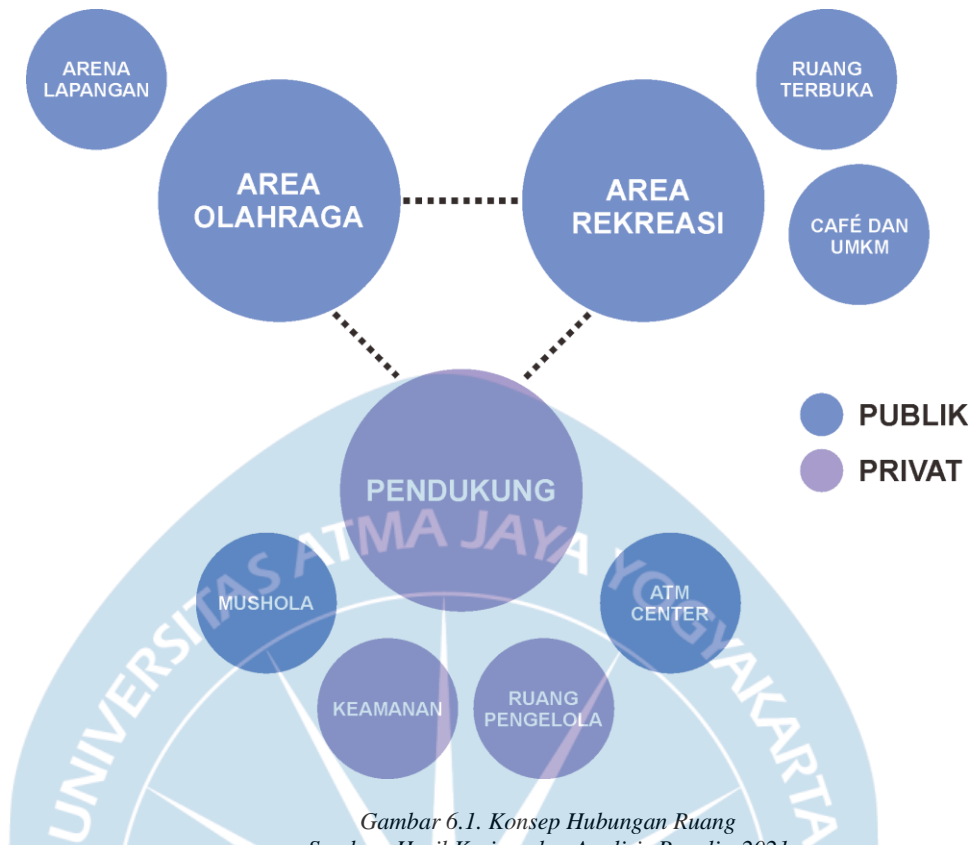 ARENA
LAPANGAN
RUANG
TERBUKA
AREA
OLAHRAGA
AREA
REKREASI
CAFÉ DAN
UMKM
PUBLIK
PRIVAT
PENDUKUNG
UNIVERSITAS ATMA JAYA YOGYAKARTA
MUSHOLA
ATM
CENTER
KEAMANAN
RUANG
PENGELOLA
Gambar 6.1. Konsep Hubungan Ruang